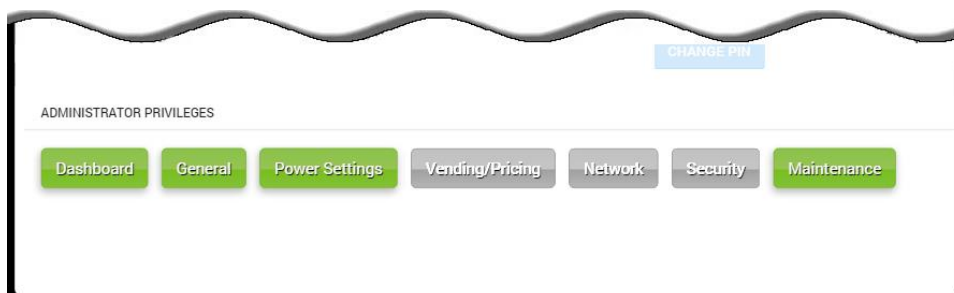 CHANGE PIN
ADMINISTRATOR PRIVILEGES
Dashboard General Power Settings Vending/Pricing Network Security Maintenance